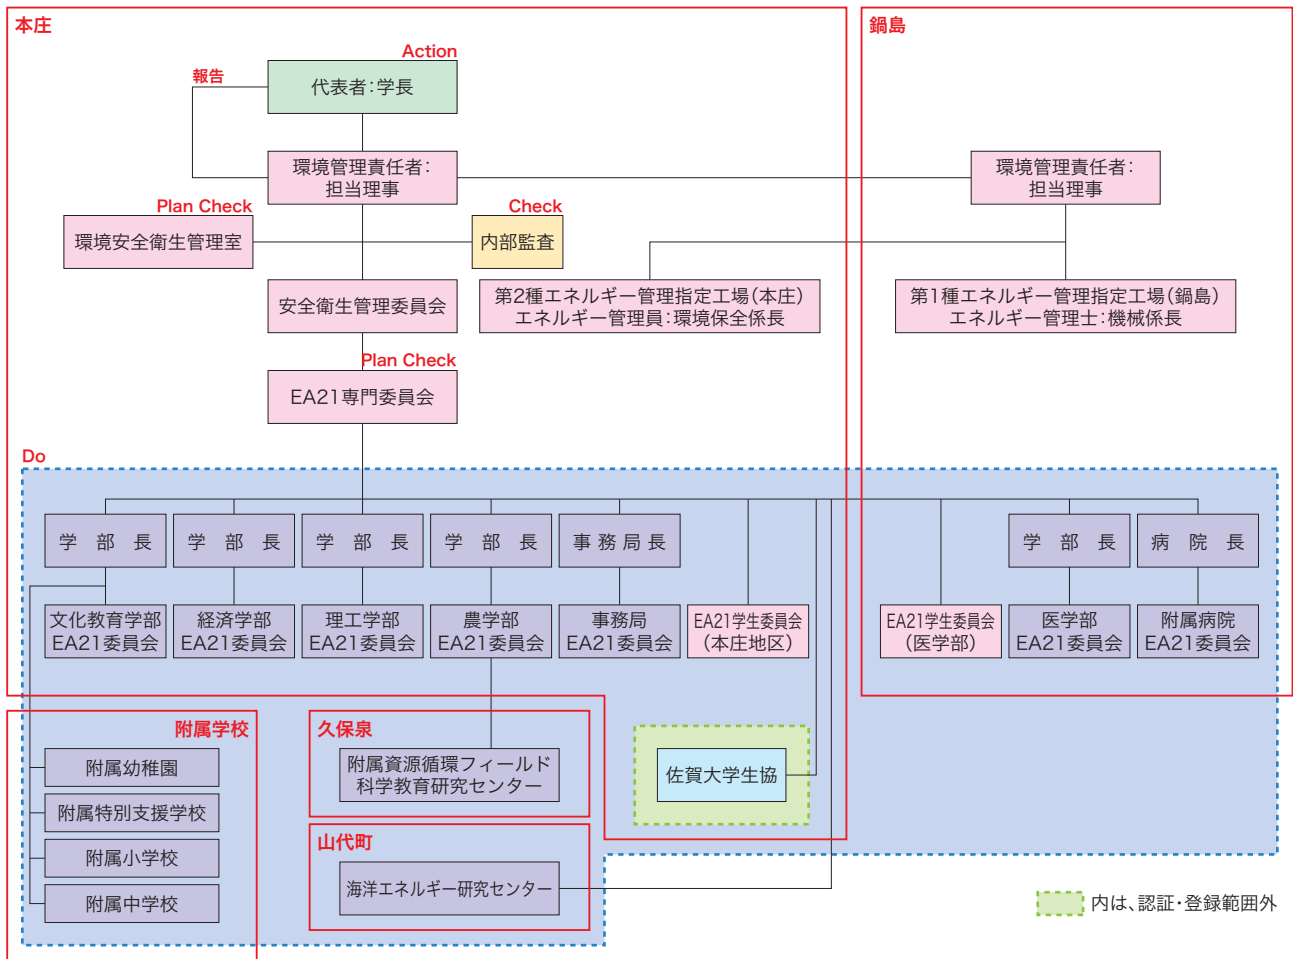 本庄
鍋島
Action
報告
代表者:学長
環境管理責任者:
担当理事
環境管理責任者:
担当理事
Plan Check
Check
環境安全衛生管理室
内部監査
安全衛生管理委員会
第2種エネルギー管理指定工場(本庄)
エネルギー管理員:環境保全係長
第1種エネルギー管理指定工場(鍋島)
エネルギー管理士:機械係長
Plan Check
EA21専門委員会
Do
学 部 長
学 部 長
学 部 長
学 部 長
事務局長
学 部 長
病 院 長
文化教育学部
EA21委員会
経済学部
EA21委員会
理工学部
EA21委員会
農学部
EA21委員会
事務局
EA21委員会
EA21学生委員会
(本庄地区)
EA21学生委員会
(医学部)
医学部
EA21委員会
附属病院
EA21委員会
附属学校
附属幼稚園
附属特別支援学校
附属小学校
附属中学校
久保泉
附属資源循環フィールド
科学教育研究センター
山代町
海洋エネルギー研究センター
佐賀大学生協
内は、認証・登録範囲外